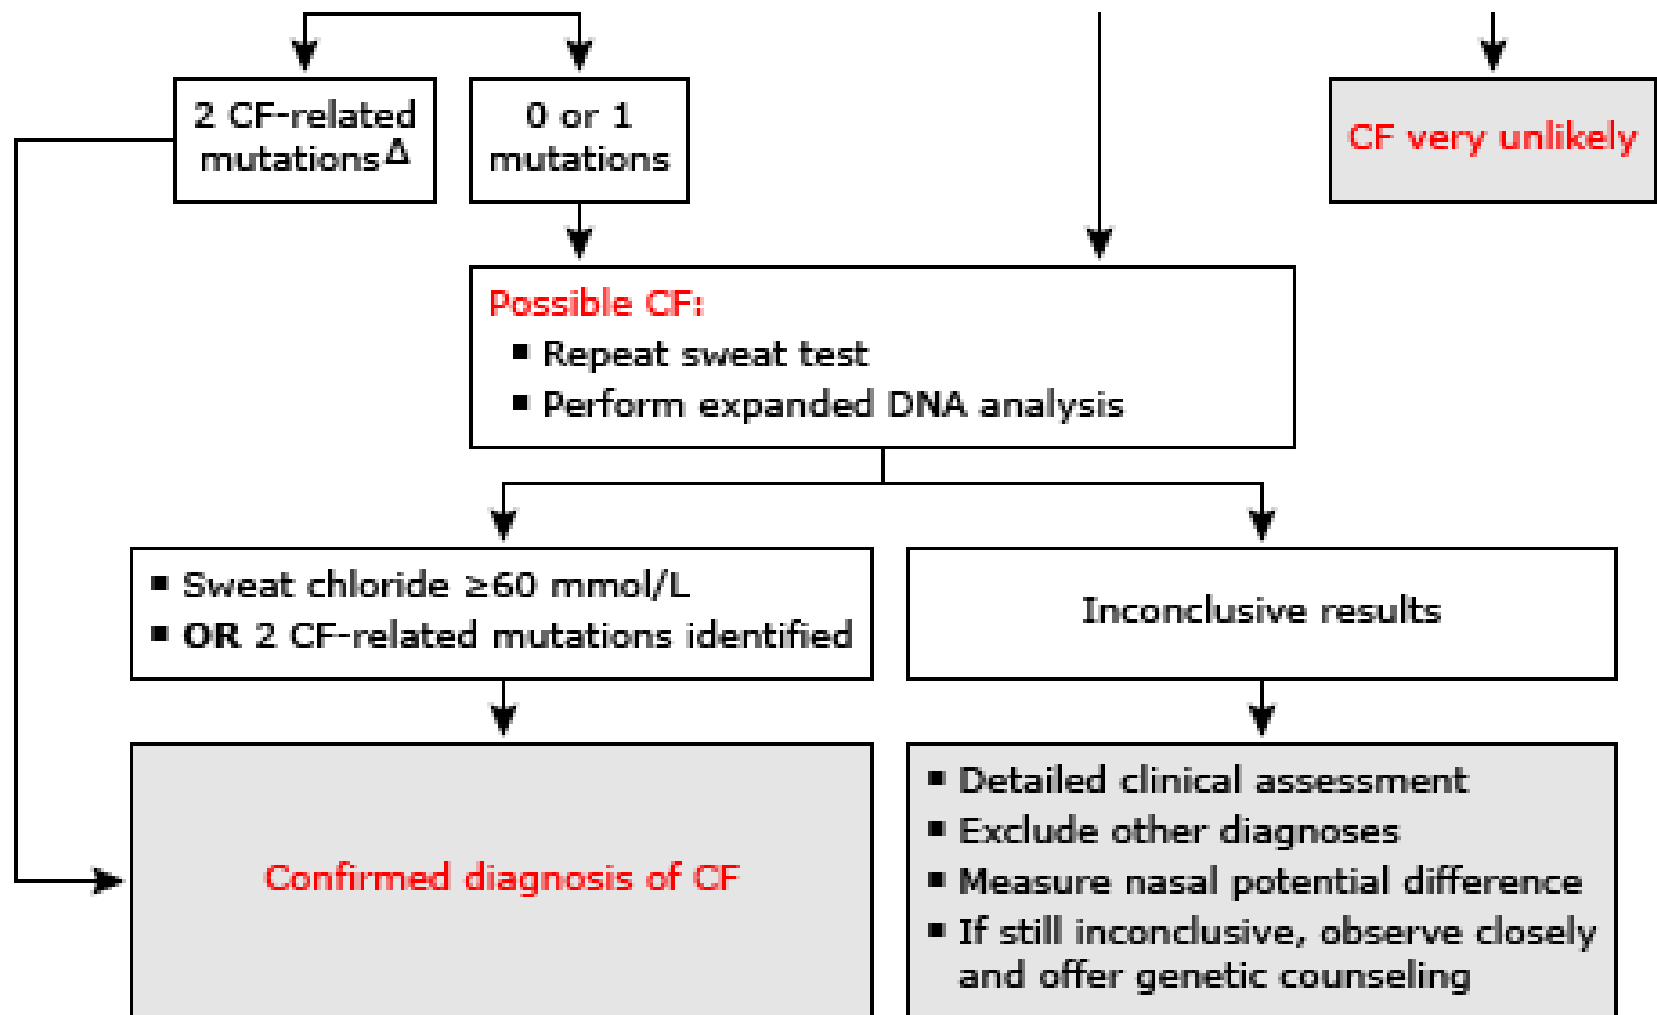 2 CF-related
mutationsΔ
0 or 1
mutations
CF very unlikely
Possible CF:
▪ Repeat sweat test
▪ Perform expanded DNA analysis
▪ Sweat chloride ≥60 mmol/L
▪ OR 2 CF-related mutations identified
Inconclusive results
Confirmed diagnosis of CF
▪ Detailed clinical assessment
▪ Exclude other diagnoses
▪ Measure nasal potential difference
▪ If still inconclusive, observe closely
and offer genetic counseling